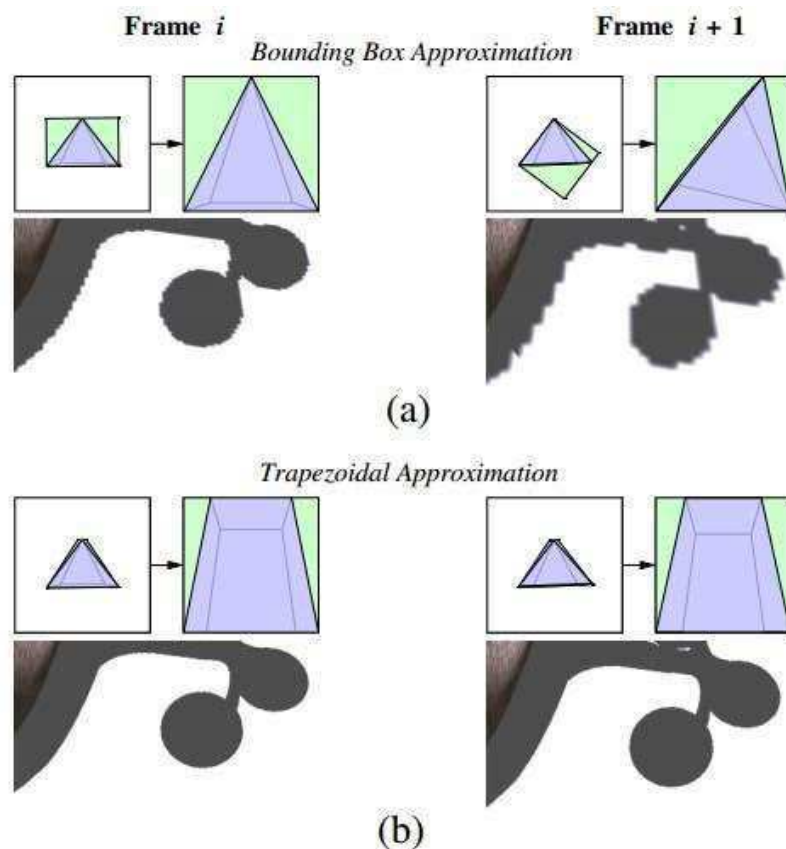 Frame i
Frame i + 1
Bounding Box Approximation
(a)
Trapezoidal Approximation
(b)